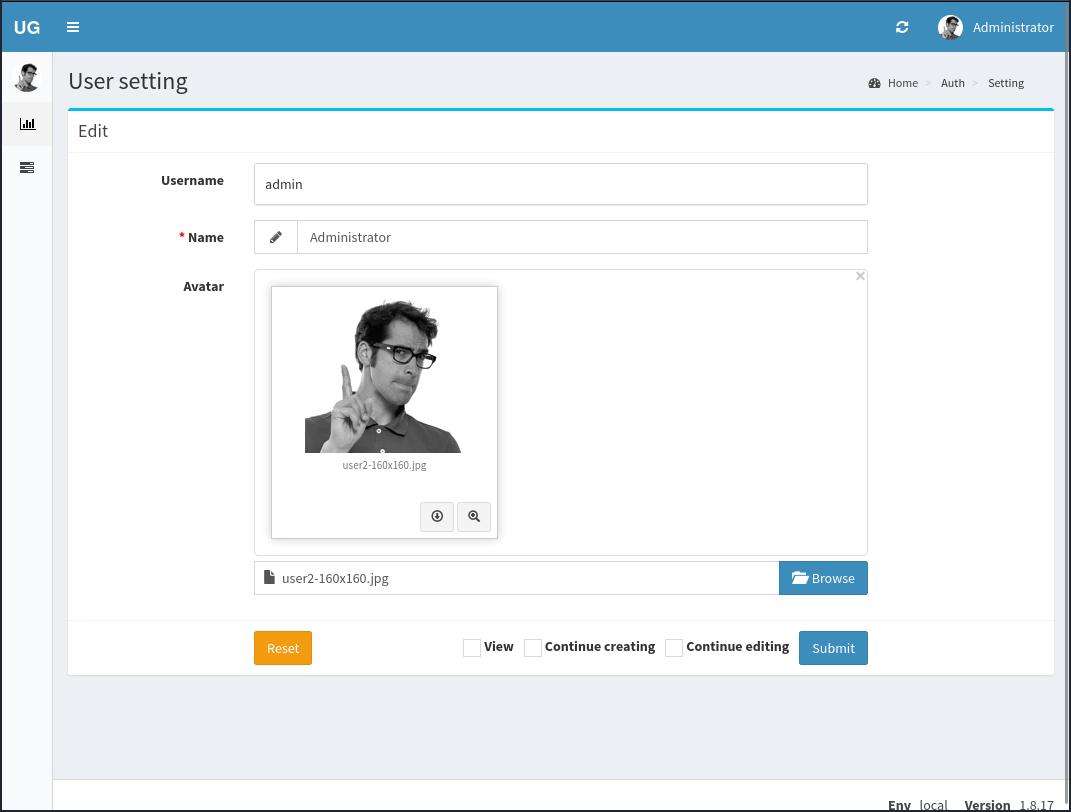 UG
Administrator
User setting
Home > Auth > Setting
Edit
Username
admin
* Name
Administrator
Avatar
×
user2-160x160.jpg
user2-160x160.jpg
Browse
Reset
View
Continue creating
Continue editing
Submit
Env local Version 1.8.17